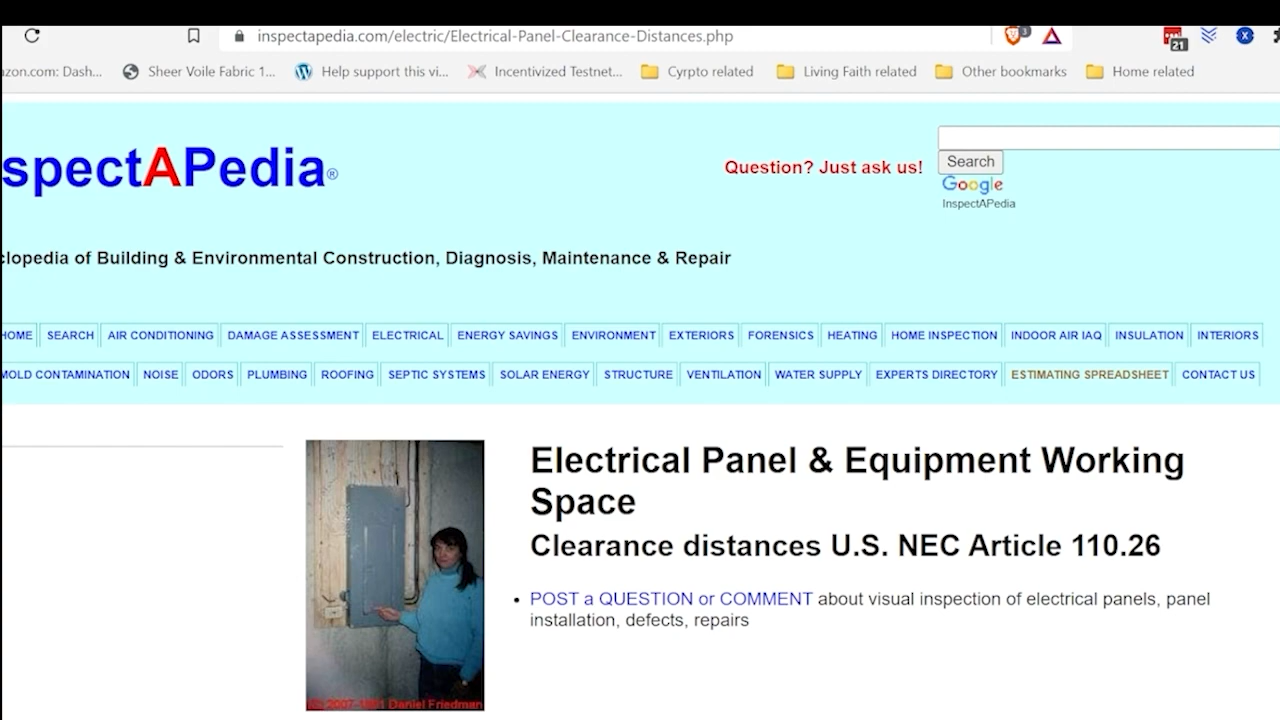 inspectapedia.com/electric/Electrical-Panel-Clearance-Distances.php
3
21
X
azon.com: Dash...
Sheer Voile Fabric 1...
Help support this vi...
Incentivized Testnet...
Cyrpto related
Living Faith related
Other bookmarks
Home related
spectAPedia®
Question? Just ask us!
Search
Google
InspectAPedia
clopedia of Building & Environmental Construction, Diagnosis, Maintenance & Repair
HOME SEARCH AIR CONDITIONING DAMAGE ASSESSMENT ELECTRICAL ENERGY SAVINGS ENVIRONMENT EXTERIORS FORENSICS HEATING HOME INSPECTION INDOOR AIR IAQ INSULATION INTERIORS
MOLD CONTAMINATION NOISE ODORS PLUMBING ROOFING SEPTIC SYSTEMS SOLAR ENERGY STRUCTURE VENTILATION WATER SUPPLY EXPERTS DIRECTORY ESTIMATING SPREADSHEET CONTACT US
Electrical Panel & Equipment Working
Space
Clearance distances U.S. NEC Article 110.26
• POST a QUESTION or COMMENT about visual inspection of electrical panels, panel
installation, defects, repairs
Daniel Friedman